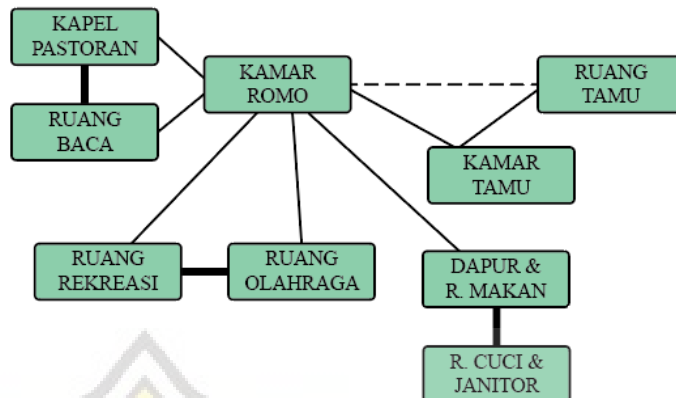 KAPEL
PASTORAN
KAMAR
ROMO
RUANG
TAMU
RUANG
BACA
KAMAR
TAMU
RUANG
REKREASI
RUANG
OLAHRAGA
DAPUR &
R. MAKAN
R. CUCI &
JANITOR